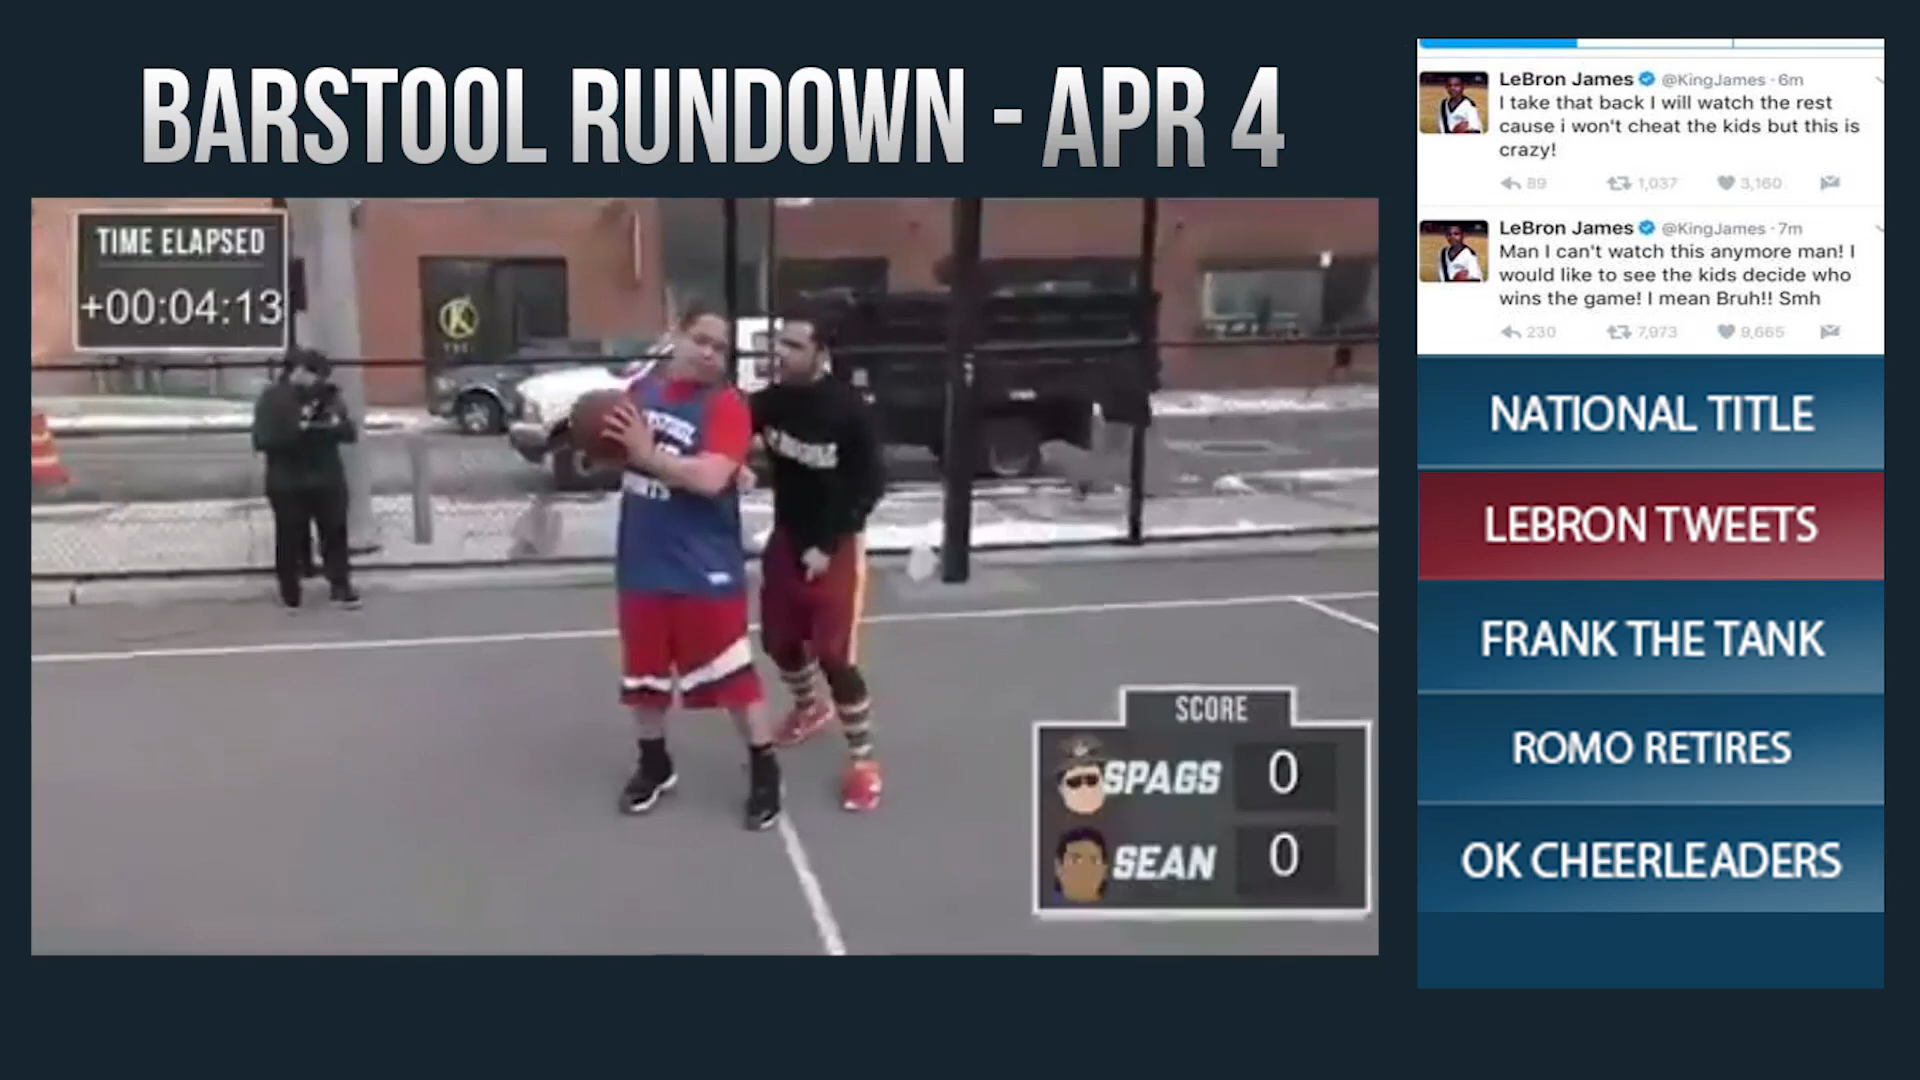 BARSTOOL RUNDOWN - APR 4
TIME ELAPSED
+00:04:13
K
SCORE
SPAGS 0
SEAN 0
LeBron James @KingJames · 6m
I take that back I will watch the rest
cause i won't cheat the kids but this is
crazy!
89 1,037 3,160
LeBron James @KingJames · 7m
Man I can't watch this anymore man! I
would like to see the kids decide who
wins the game! I mean Bruh!! Smh
230 7,973 9,665
NATIONAL TITLE
LEBRON TWEETS
FRANK THE TANK
ROMO RETIRES
OK CHEERLEADERS